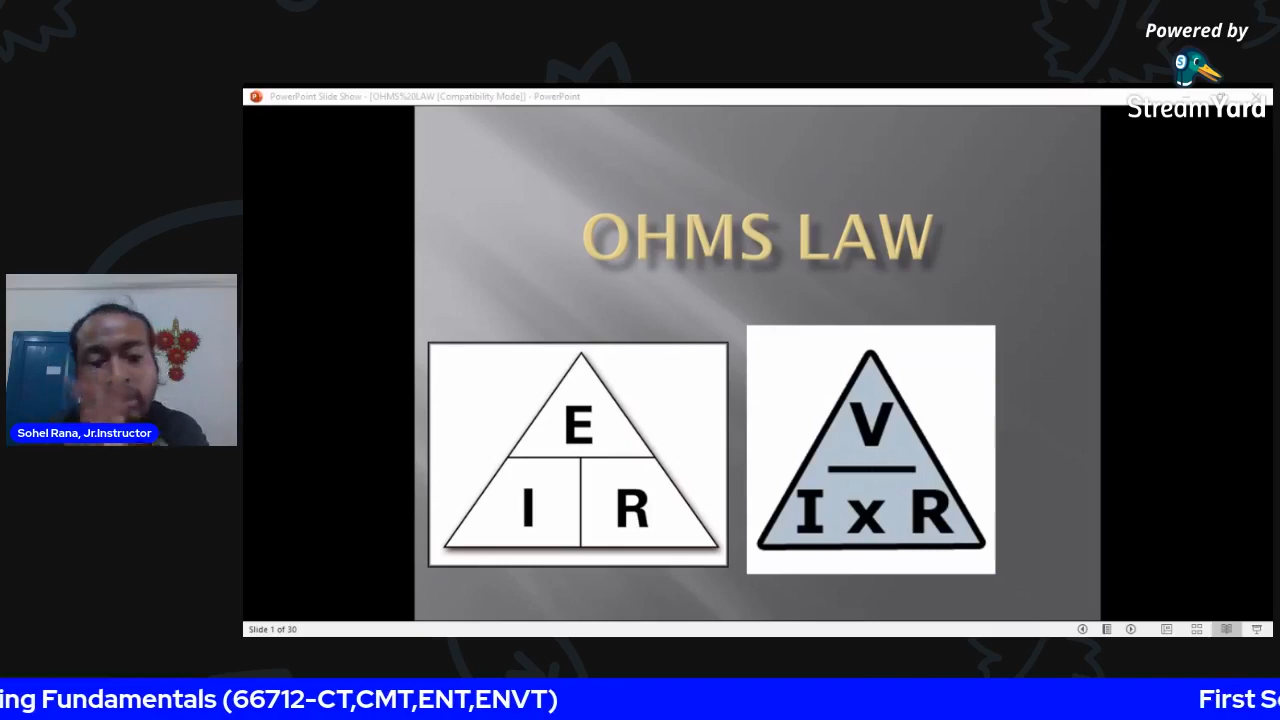 Powered by
StreamYard
PowerPoint Slide Show - [OHMS%20LAW [Compatibility Mode]] - PowerPoint
OHMS LAW
E
I R
V
I x R
Sohel Rana, Jr.Instructor
Slide 1 of 30
ing Fundamentals (66712-CT,CMT,ENT,ENVT)
First Se